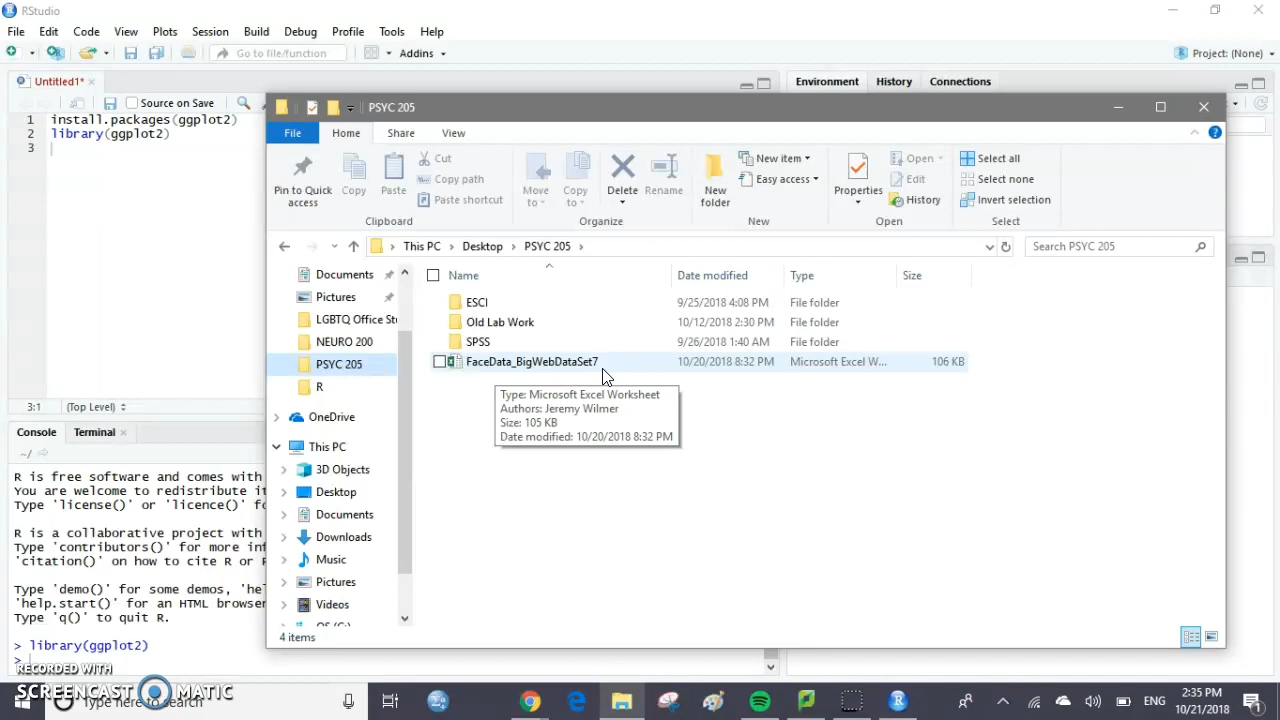 RStudio
File Edit Code View Plots Session Build Debug Profile Tools Help
Go to file/function Addins Project: (None)
Untitled1* Environment History Connections
Source on Save
1 install.packages(ggplot2)
2 library(ggplot2)
3
3:1 (Top Level)
Console Terminal
~/
R is free software and comes with
You are welcome to redistribute it
Type 'license()' or 'licence()' fo
R is a collaborative project with
Type 'contributors()' for more inf
'citation()' on how to cite R or R
Type 'demo()' for some demos, 'hel
'help.start()' for an HTML browser
Type 'q()' to quit R.
> library(ggplot2)
>
PSYC 205
File Home Share View
Pin to Quick access
Copy
Paste
Cut
Copy path
Paste shortcut
Clipboard
Move to
Copy to
Delete
Rename
Organize
New folder
New item
Easy access
New
Properties
Open
Edit
History
Open
Select all
Select none
Invert selection
Select
This PC > Desktop > PSYC 205 >
Search PSYC 205
Documents
Pictures
LGBTQ Office St
NEURO 200
PSYC 205
R
OneDrive
This PC
3D Objects
Desktop
Documents
Downloads
Music
Pictures
Videos
Name Date modified Type Size
ESCI 9/25/2018 4:08 PM File folder
Old Lab Work 10/12/2018 2:30 PM File folder
SPSS 9/26/2018 1:40 AM File folder
FaceData_BigWebDataSet7 10/20/2018 8:32 PM Microsoft Excel W... 106 KB
Type: Microsoft Excel Worksheet
Authors: Jeremy Wilmer
Size: 105 KB
Date modified: 10/20/2018 8:32 PM
4 items
RECORDED WITH
SCREENCAST MATIC
Type here to search
ENG
2:35 PM
10/21/2018
1